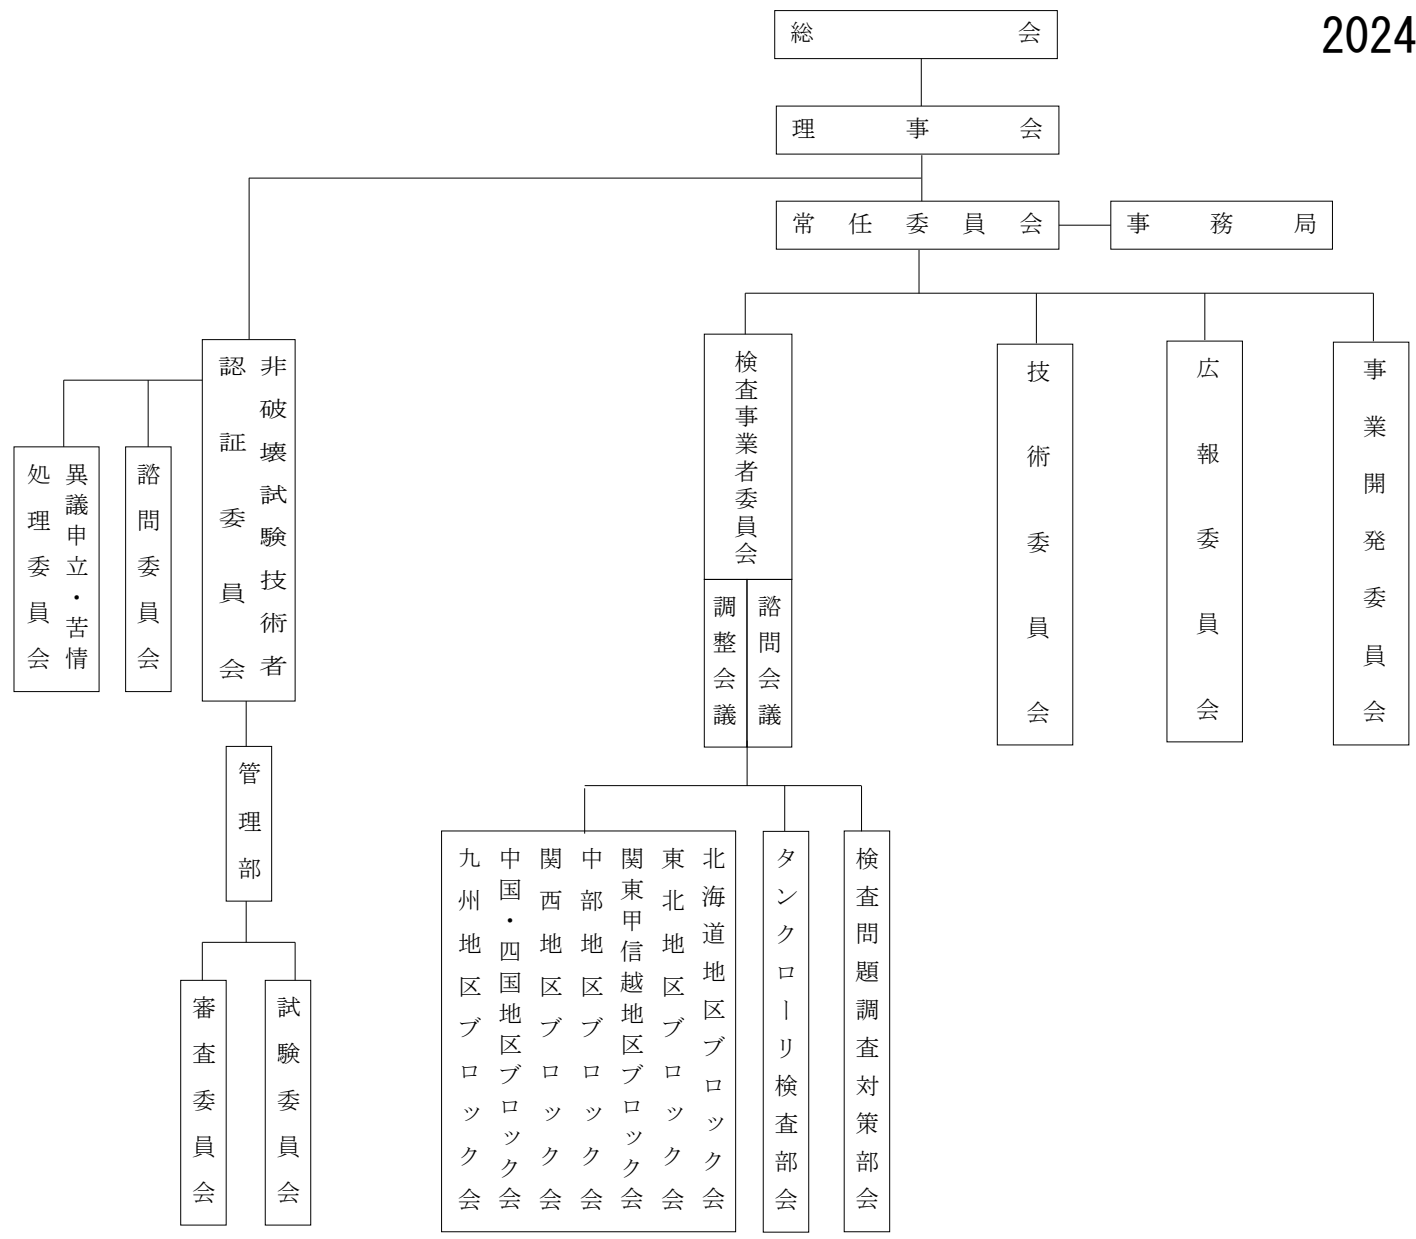 2024
総会
理事会
常任委員会
事務局
非破壊試験技術者
認証委員会
諮問委員会
異議申立・苦情
処理委員会
管理部
試験委員会
審査委員会
検査事業者委員会
諮問会議
調整会議
技術委員会
広報委員会
事業開発委員会
検査問題調査対策部会
タンクローリ検査部会
北海道地区ブロック会
東北地区ブロック会
関東甲信越地区ブロック会
中部地区ブロック会
関西地区ブロック会
中国・四国地区ブロック会
九州地区ブロック会